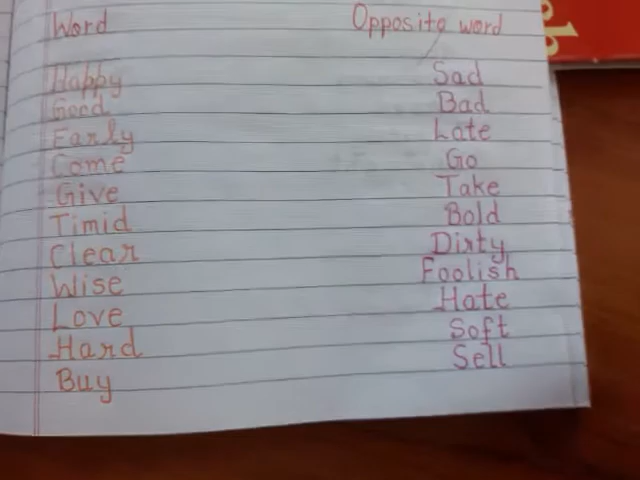 Word Opposite word
Happy Sad
Good Bad
Early Late
Come Go
Give Take
Timid Bold
Clear Dirty
Wise Foolish
Love Hate
Hard Soft
Buy Sell